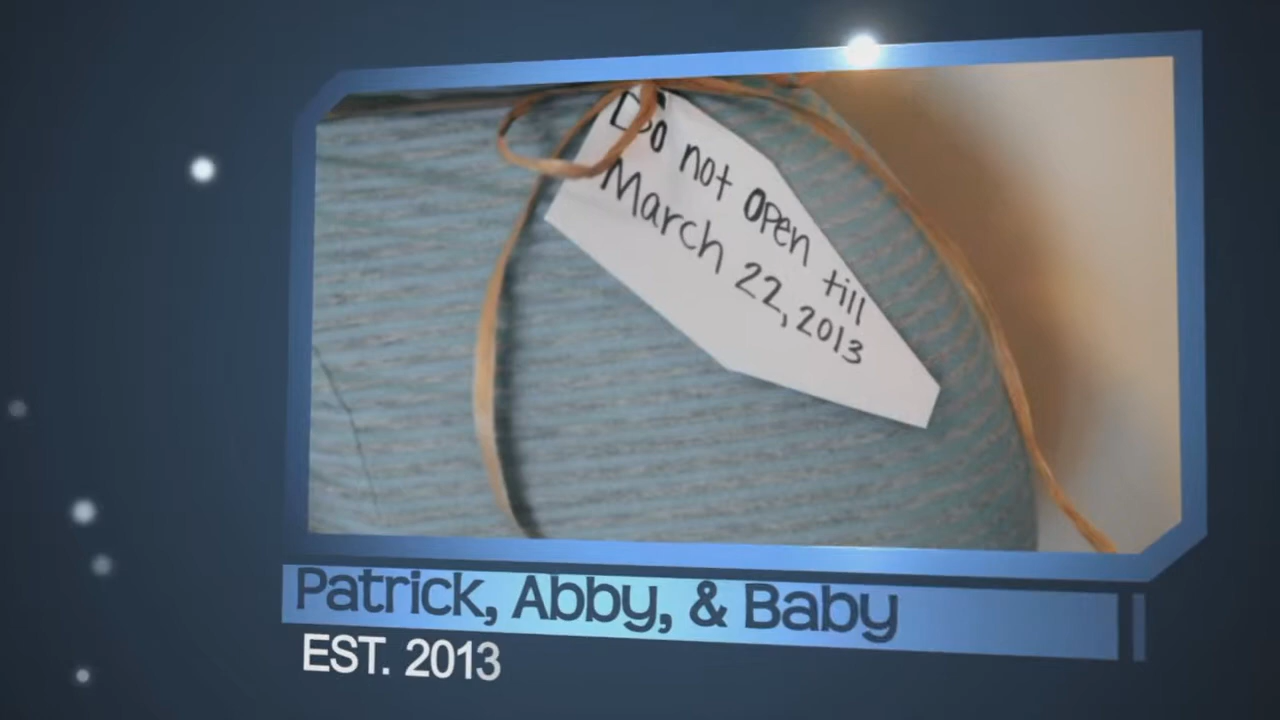 Do not open till
March 22, 2013
Patrick, Abby, & Baby
EST. 2013